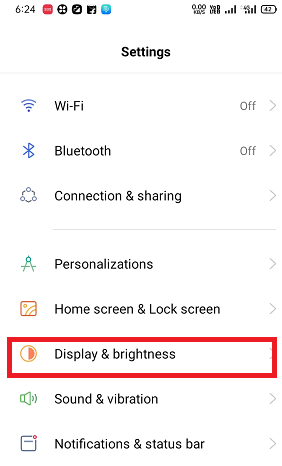 6:24 0.00 KB/S 4G 42
Settings
Wi-Fi Off
Bluetooth Off
Connection & sharing
Personalizations
Home screen & Lock screen
Display & brightness
Sound & vibration
Notifications & status bar